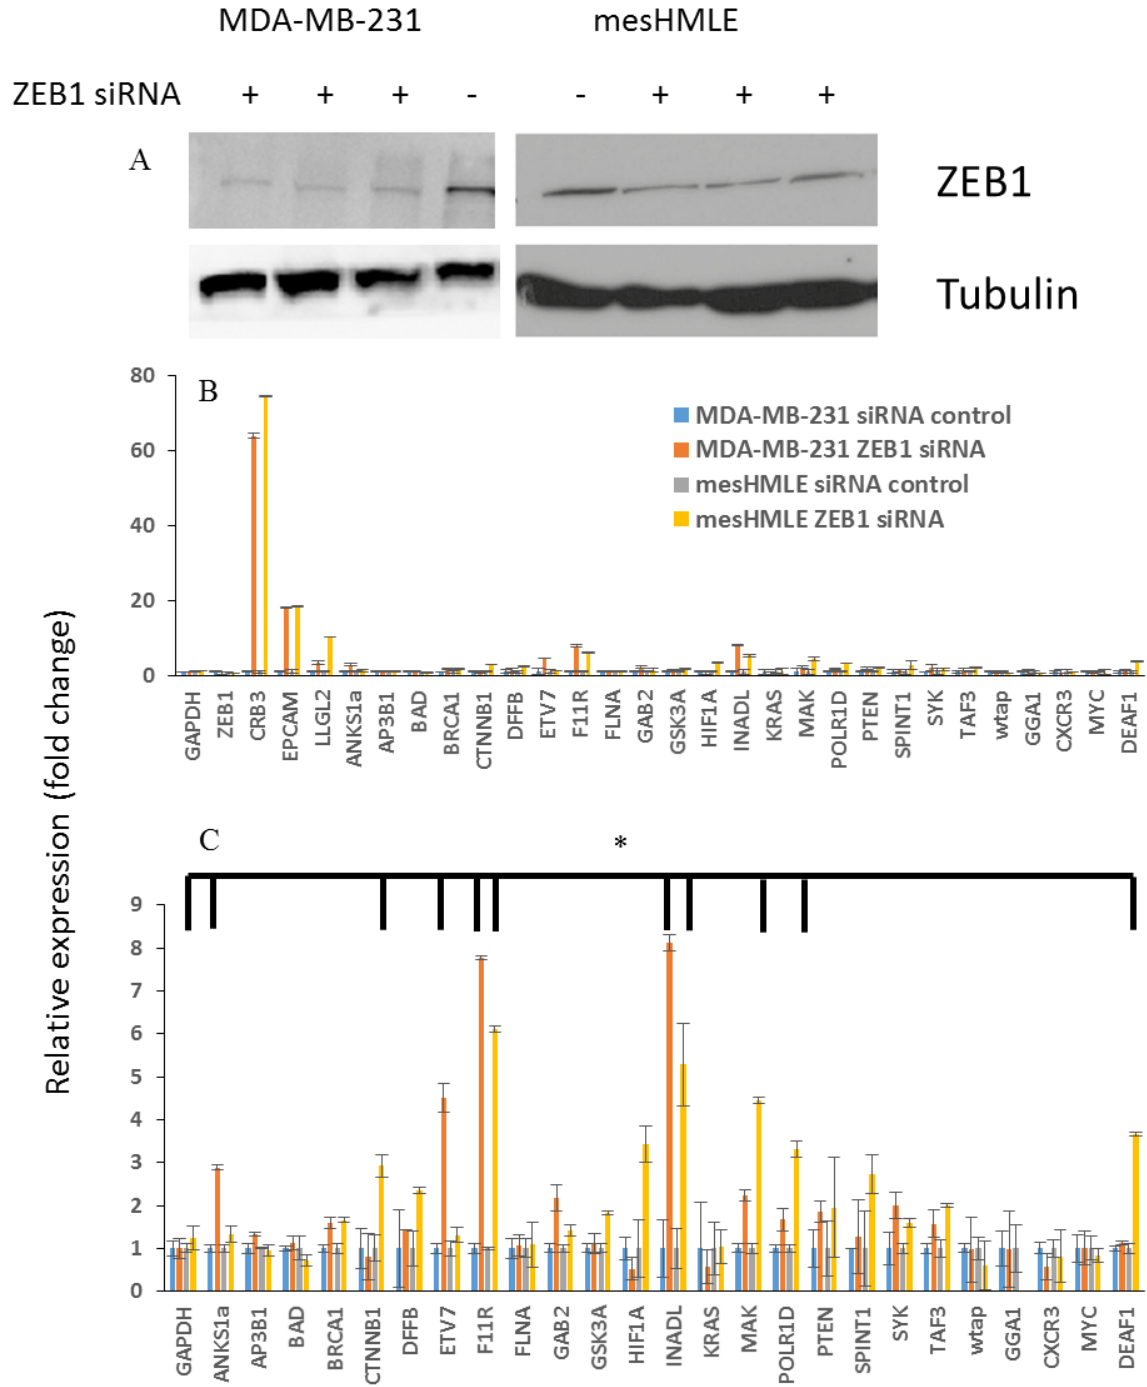 MDA-MB-231 mesHMLE
ZEB1 siRNA + + + - - + + +
A
ZEB1
Tubulin
B
80
60
40
20
0
MDA-MB-231 siRNA control
MDA-MB-231 ZEB1 siRNA
mesHMLE siRNA control
mesHMLE ZEB1 siRNA
GAPDH ZEB1 CRB3 EPCAM LLGL2 ANKS1a AP3B1 BAD BRCA1 CTNNB1 DFFB ETV7 F11R FLNA GAB2 GSK3A HIF1A INADL KRAS MAK POLR1D PTEN SPINT1 SYK TAF3 wtap GGA1 CXCR3 MYC DEAF1
Relative expression (fold change)
C
*
9
8
7
6
5
4
3
2
1
0
GAPDH ANKS1a AP3B1 BAD BRCA1 CTNNB1 DFFB ETV7 F11R FLNA GAB2 GSK3A HIF1A INADL KRAS MAK POLR1D PTEN SPINT1 SYK TAF3 wtap GGA1 CXCR3 MYC DEAF1